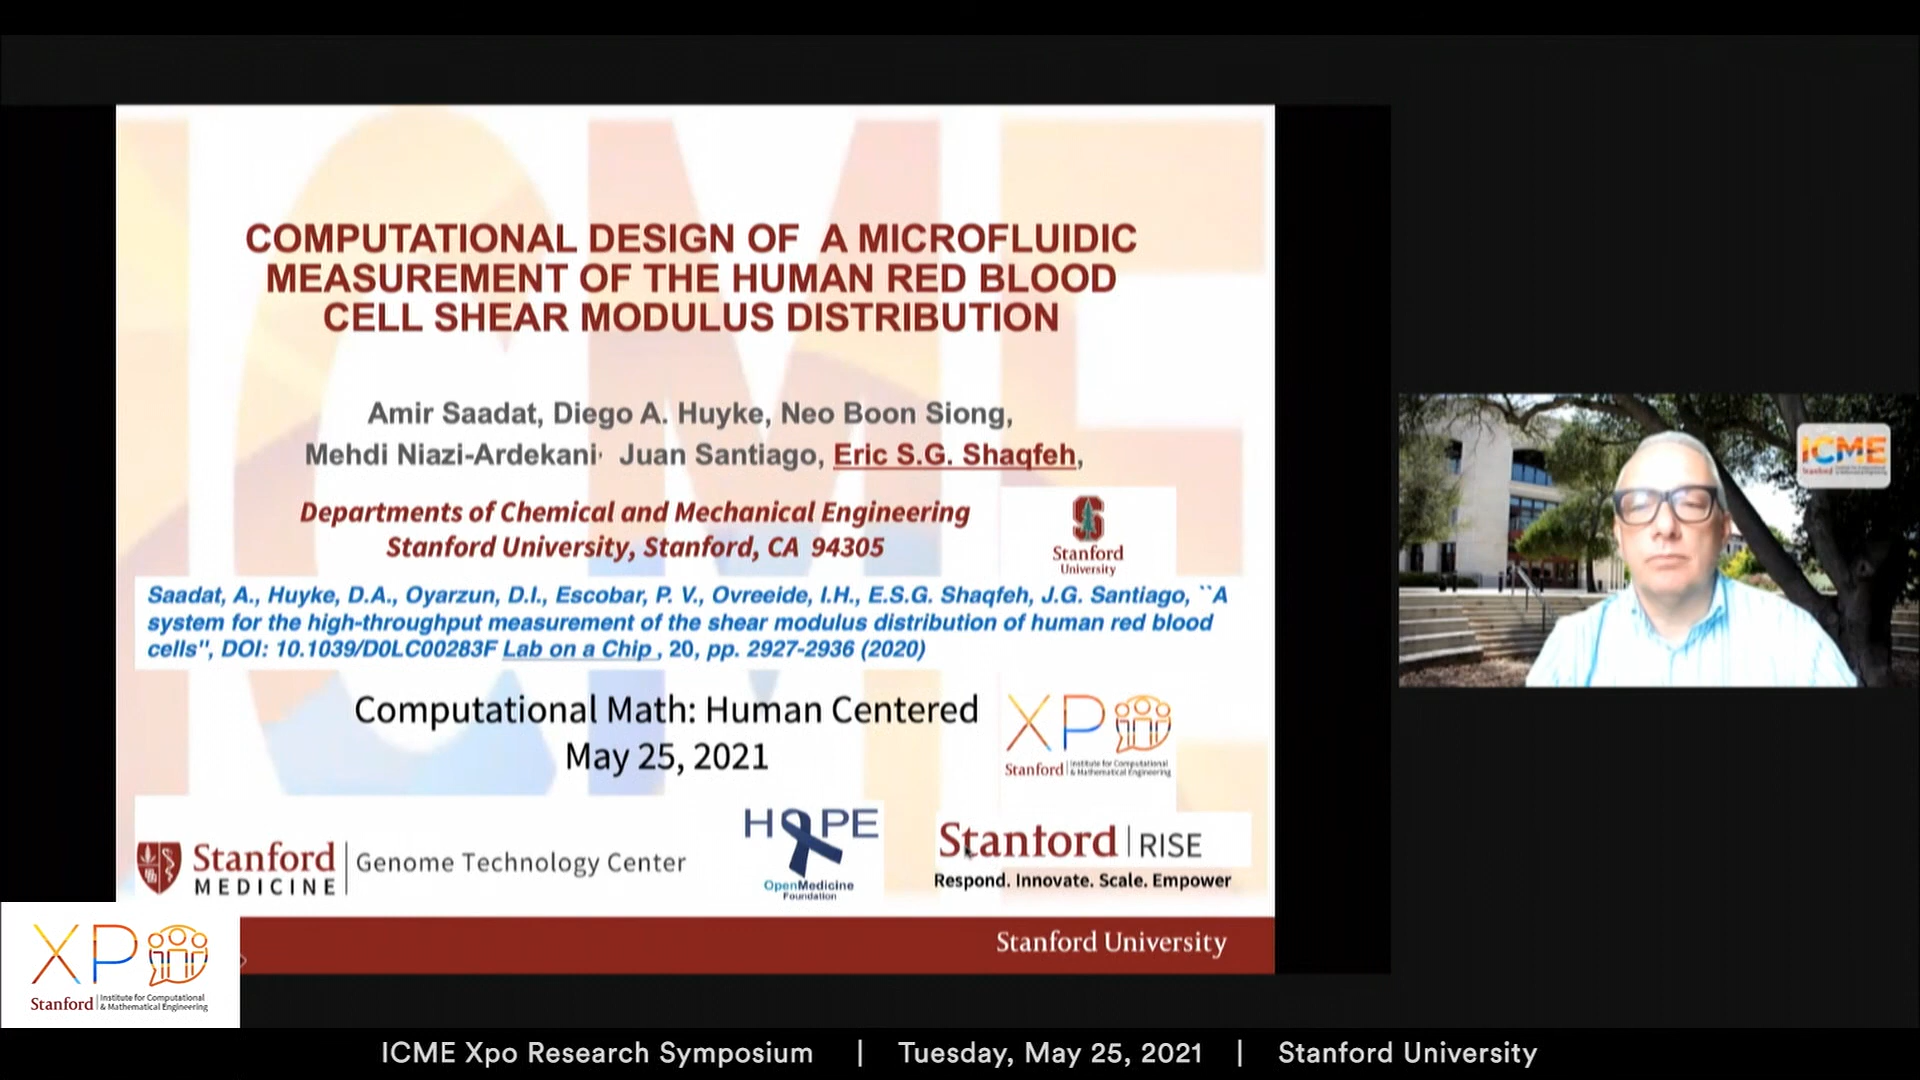 COMPUTATIONAL DESIGN OF A MICROFLUIDIC
MEASUREMENT OF THE HUMAN RED BLOOD
CELL SHEAR MODULUS DISTRIBUTION
Amir Saadat, Diego A. Huyke, Neo Boon Siong,
Mehdi Niazi-Ardekani, Juan Santiago, Eric S.G. Shaqfeh,
Departments of Chemical and Mechanical Engineering
Stanford University, Stanford, CA 94305
Stanford
University
Saadat, A., Huyke, D.A., Oyarzun, D.I., Escobar, P. V., Ovreeide, I.H., E.S.G. Shaqfeh, J.G. Santiago, ``A
system for the high-throughput measurement of the shear modulus distribution of human red blood
cells", DOI: 10.1039/D0LC00283F Lab on a Chip , 20, pp. 2927-2936 (2020)
Computational Math: Human Centered
May 25, 2021
XP
Stanford | Institute for Computational
& Mathematical Engineering
Stanford
MEDICINE
Genome Technology Center
HOPE
OpenMedicine
Foundation
Stanford | RISE
Respond. Innovate. Scale. Empower
Stanford University
ICME
XP
Stanford | Institute for Computational
& Mathematical Engineering
ICME Xpo Research Symposium | Tuesday, May 25, 2021 | Stanford University